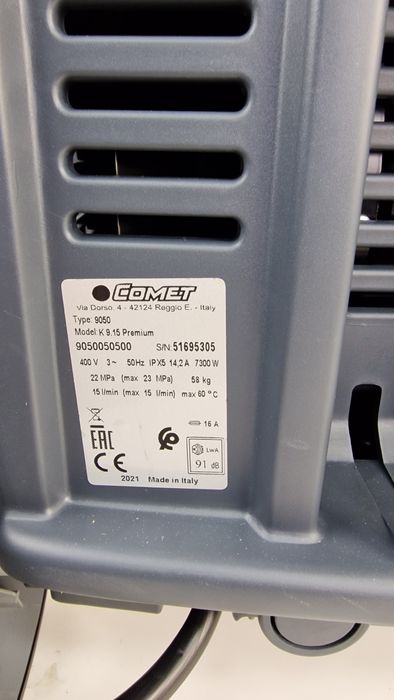 COMET
Via Dorso, 4 - 42124 Reggio E. - Italy
Type: 9050
Model: K 9.15 Premium
9050050500 S/N: 51695305
400 V 3~ 50Hz IPX5 14,2 A 7300 W
22 MPa (max 23 MPa) 58 kg
15 l/min (max 15 l/min) max 60 °C
16 A
EAC
CE
LWA
91 dB
2021 Made in Italy